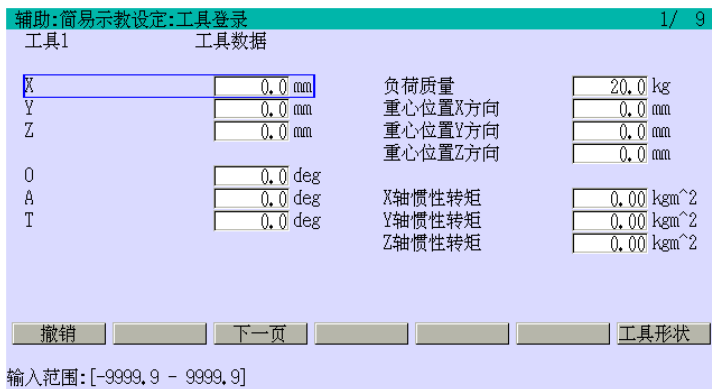 辅助:简易示教设定:工具登录 1/ 9
工具1 工具数据
X 0.0 mm 负荷质量 20.0 kg
Y 0.0 mm 重心位置X方向 0.0 mm
Z 0.0 mm 重心位置Y方向 0.0 mm
重心位置Z方向 0.0 mm
O 0.0 deg
A 0.0 deg X轴惯性转矩 0.00 kgm^2
T 0.0 deg Y轴惯性转矩 0.00 kgm^2
Z轴惯性转矩 0.00 kgm^2
撤销 下一页 工具形状
输入范围:[-9999.9 - 9999.9]